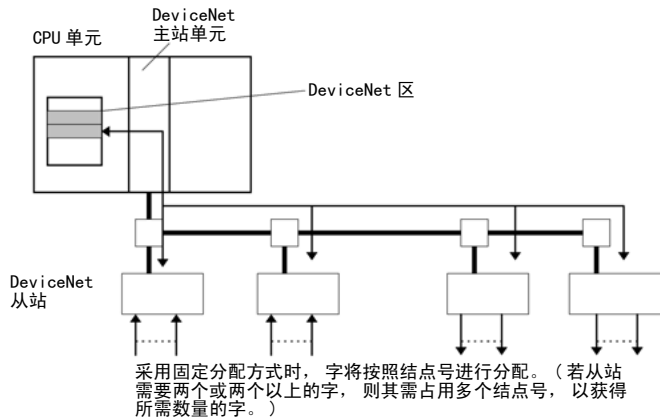 DeviceNet
主站单元
CPU 单元
DeviceNet 区
DeviceNet
从站
采用固定分配方式时， 字将按照结点号进行分配。（若从站
需要两个或两个以上的字， 则其需占用多个结点号， 以获得
所需数量的字。）